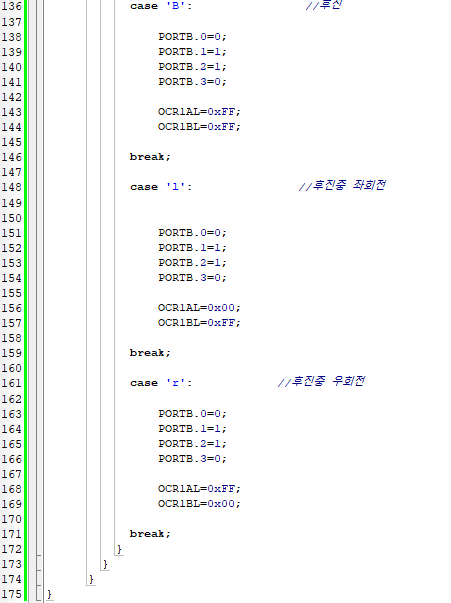 136 case 'B': //후진
137
138 PORTB.0=0;
139 PORTB.1=1;
140 PORTB.2=1;
141 PORTB.3=0;
142
143 OCR1AL=0xFF;
144 OCR1BL=0xFF;
145
146 break;
147
148 case 'l': //후진중 좌회전
149
150
151 PORTB.0=0;
152 PORTB.1=1;
153 PORTB.2=1;
154 PORTB.3=0;
155
156 OCR1AL=0x00;
157 OCR1BL=0xFF;
158
159 break;
160
161 case 'r': //후진중 우회전
162
163 PORTB.0=0;
164 PORTB.1=1;
165 PORTB.2=1;
166 PORTB.3=0;
167
168 OCR1AL=0xFF;
169 OCR1BL=0x00;
170
171 break;
172 }
173 }
174 }
175 }